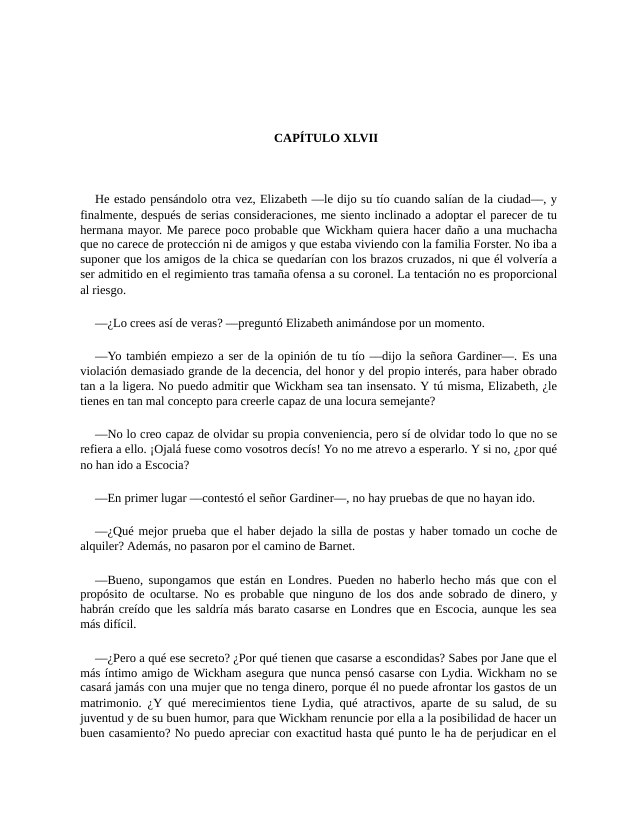 CAPÍTULO XLVII
He estado pensándolo otra vez, Elizabeth —le dijo su tío cuando salían de la ciudad—, y
finalmente, después de serias consideraciones, me siento inclinado a adoptar el parecer de tu
hermana mayor. Me parece poco probable que Wickham quiera hacer daño a una muchacha
que no carece de protección ni de amigos y que estaba viviendo con la familia Forster. No iba a
suponer que los amigos de la chica se quedarían con los brazos cruzados, ni que él volvería a
ser admitido en el regimiento tras tamaña ofensa a su coronel. La tentación no es proporcional
al riesgo.
—¿Lo crees así de veras? —preguntó Elizabeth animándose por un momento.
—Yo también empiezo a ser de la opinión de tu tío —dijo la señora Gardiner—. Es una
violación demasiado grande de la decencia, del honor y del propio interés, para haber obrado
tan a la ligera. No puedo admitir que Wickham sea tan insensato. Y tú misma, Elizabeth, ¿le
tienes en tan mal concepto para creerle capaz de una locura semejante?
—No lo creo capaz de olvidar su propia conveniencia, pero sí de olvidar todo lo que no se
refiera a ello. ¡Ojalá fuese como vosotros decís! Yo no me atrevo a esperarlo. Y si no, ¿por qué
no han ido a Escocia?
—En primer lugar —contestó el señor Gardiner—, no hay pruebas de que no hayan ido.
—¿Qué mejor prueba que el haber dejado la silla de postas y haber tomado un coche de
alquiler? Además, no pasaron por el camino de Barnet.
—Bueno, supongamos que están en Londres. Pueden no haberlo hecho más que con el
propósito de ocultarse. No es probable que ninguno de los dos ande sobrado de dinero, y
habrán creído que les saldría más barato casarse en Londres que en Escocia, aunque les sea
más difícil.
—¿Pero a qué ese secreto? ¿Por qué tienen que casarse a escondidas? Sabes por Jane que el
más íntimo amigo de Wickham asegura que nunca pensó casarse con Lydia. Wickham no se
casará jamás con una mujer que no tenga dinero, porque él no puede afrontar los gastos de un
matrimonio. ¿Y qué merecimientos tiene Lydia, qué atractivos, aparte de su salud, de su
juventud y de su buen humor, para que Wickham renuncie por ella a la posibilidad de hacer un
buen casamiento? No puedo apreciar con exactitud hasta qué punto le ha de perjudicar en el